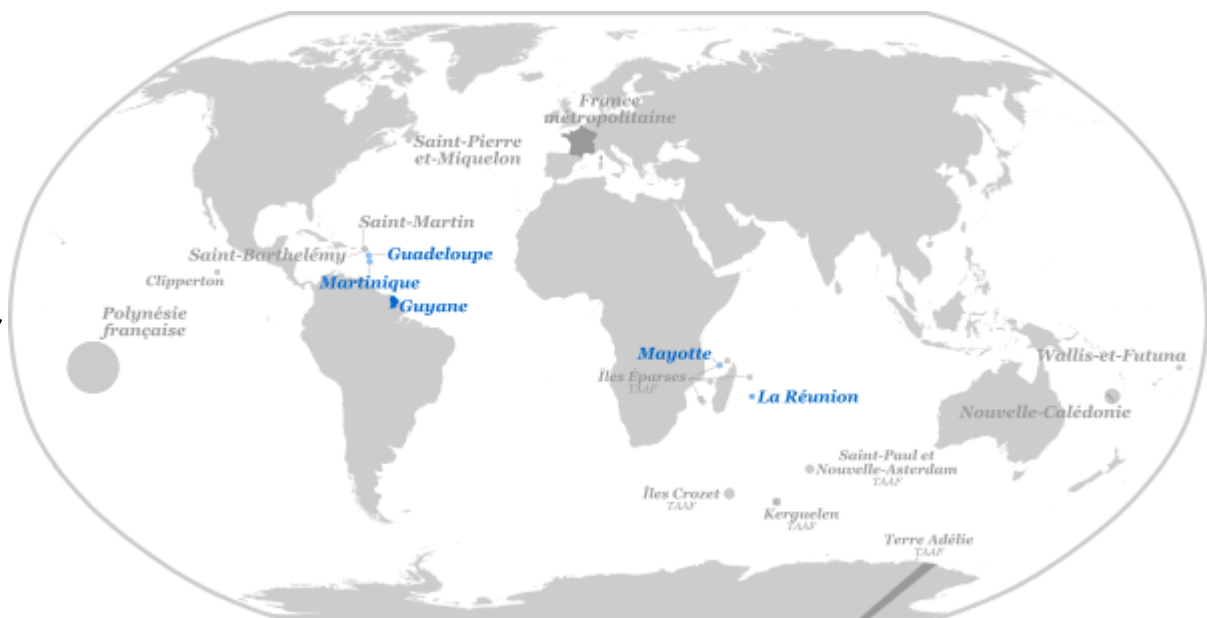 France
métropolitaine
Saint-Pierre
et-Miquelon
Saint-Martin
Saint-Barthelémy
Guadeloupe
Clipperton
Martinique
Guyane
Polynésie
française
Mayotte
Wallis-et-Futuna
Îles Éparses
TAAF
La Réunion
Nouvelle-Calédonie
Saint-Paul et
Nouvelle-Asterdam
TAAF
Îles Crozet
TAAF
Kerguelen
TAAF
Terre Adélie
TAAF